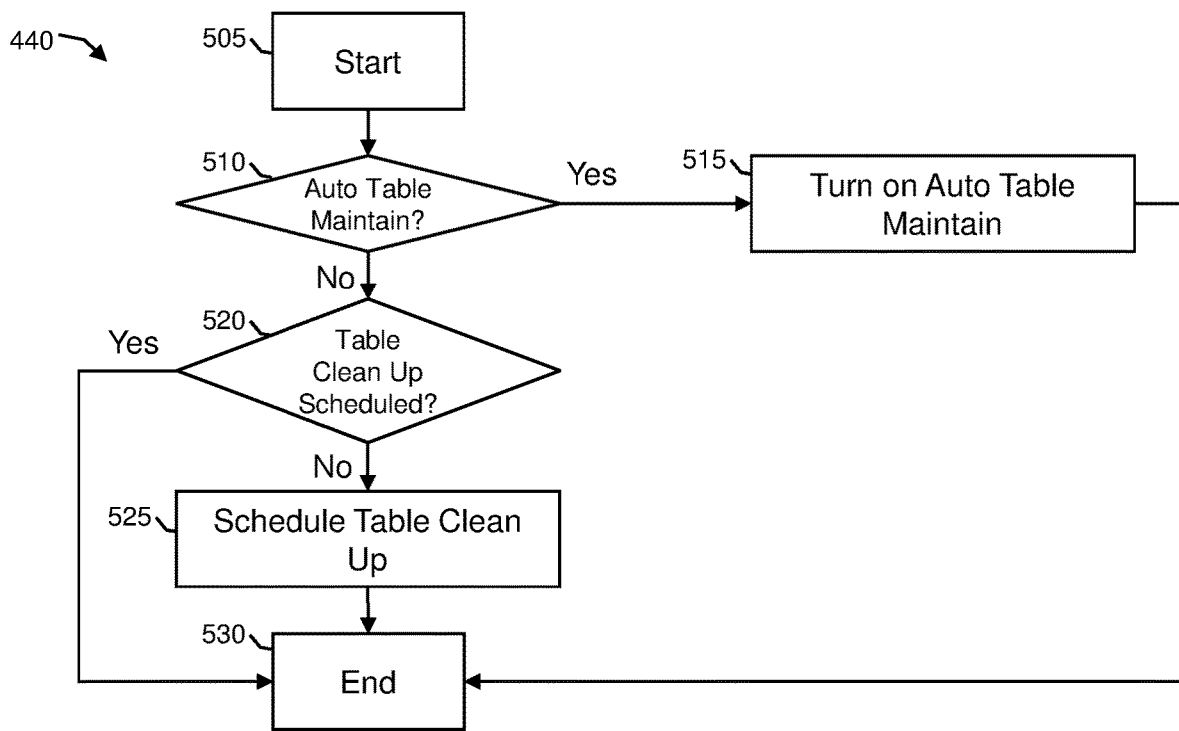 440
505
Start
510
Auto Table
Maintain?
Yes
515
Turn on Auto Table
Maintain
No
520
Yes
Table
Clean Up
Scheduled?
No
525
Schedule Table Clean
Up
530
End